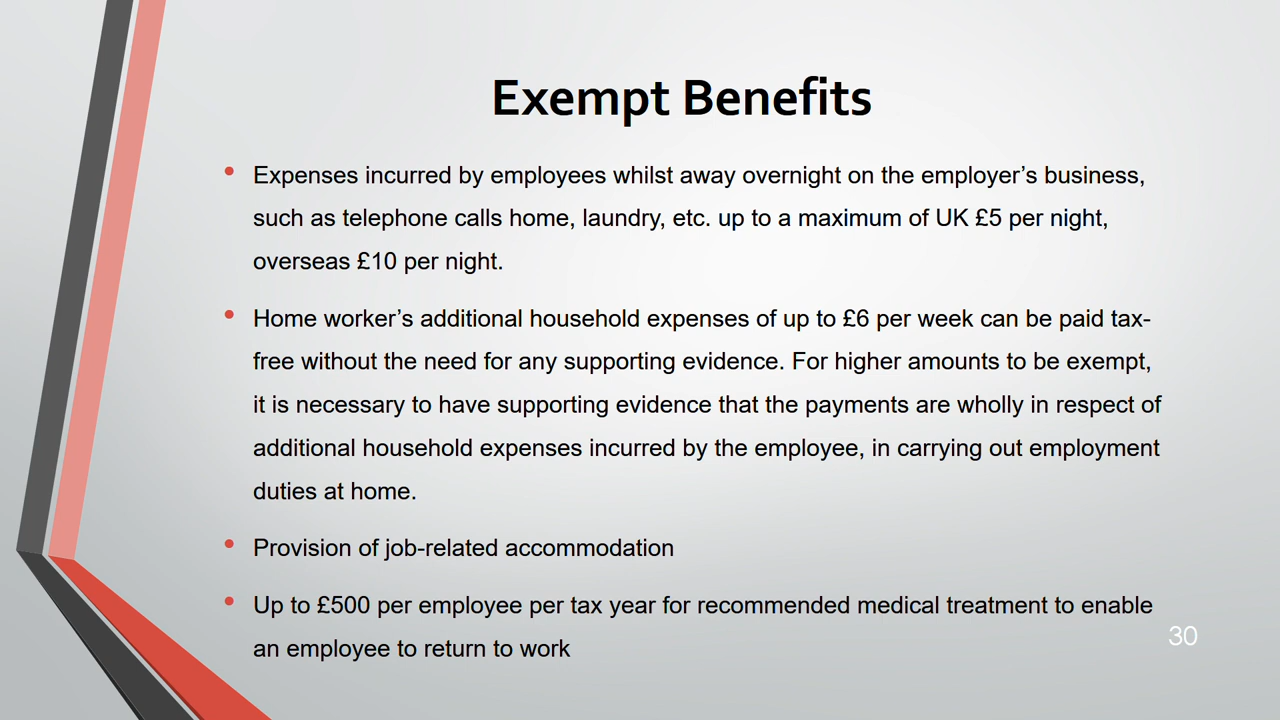 Exempt Benefits
• Expenses incurred by employees whilst away overnight on the employer’s business,
such as telephone calls home, laundry, etc. up to a maximum of UK £5 per night,
overseas £10 per night.
• Home worker’s additional household expenses of up to £6 per week can be paid tax-
free without the need for any supporting evidence. For higher amounts to be exempt,
it is necessary to have supporting evidence that the payments are wholly in respect of
additional household expenses incurred by the employee, in carrying out employment
duties at home.
• Provision of job-related accommodation
• Up to £500 per employee per tax year for recommended medical treatment to enable
an employee to return to work
30